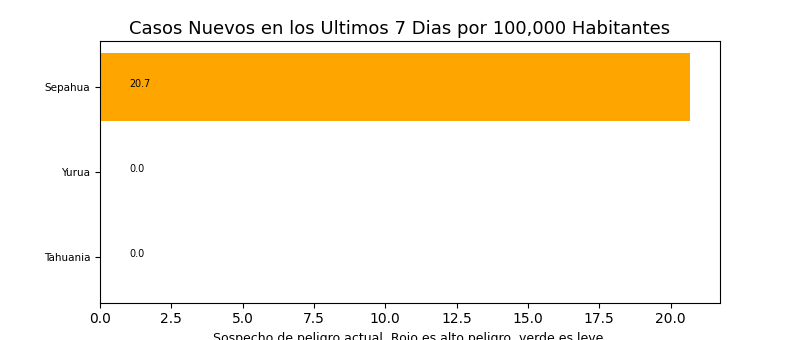 Casos Nuevos en los Ultimos 7 Dias por 100,000 Habitantes
Sepahua
20.7
Yurua
0.0
Tahuania
0.0
0.0 2.5 5.0 7.5 10.0 12.5 15.0 17.5 20.0
Sospecho de peligro actual. Rojo es alto peligro, verde es leve